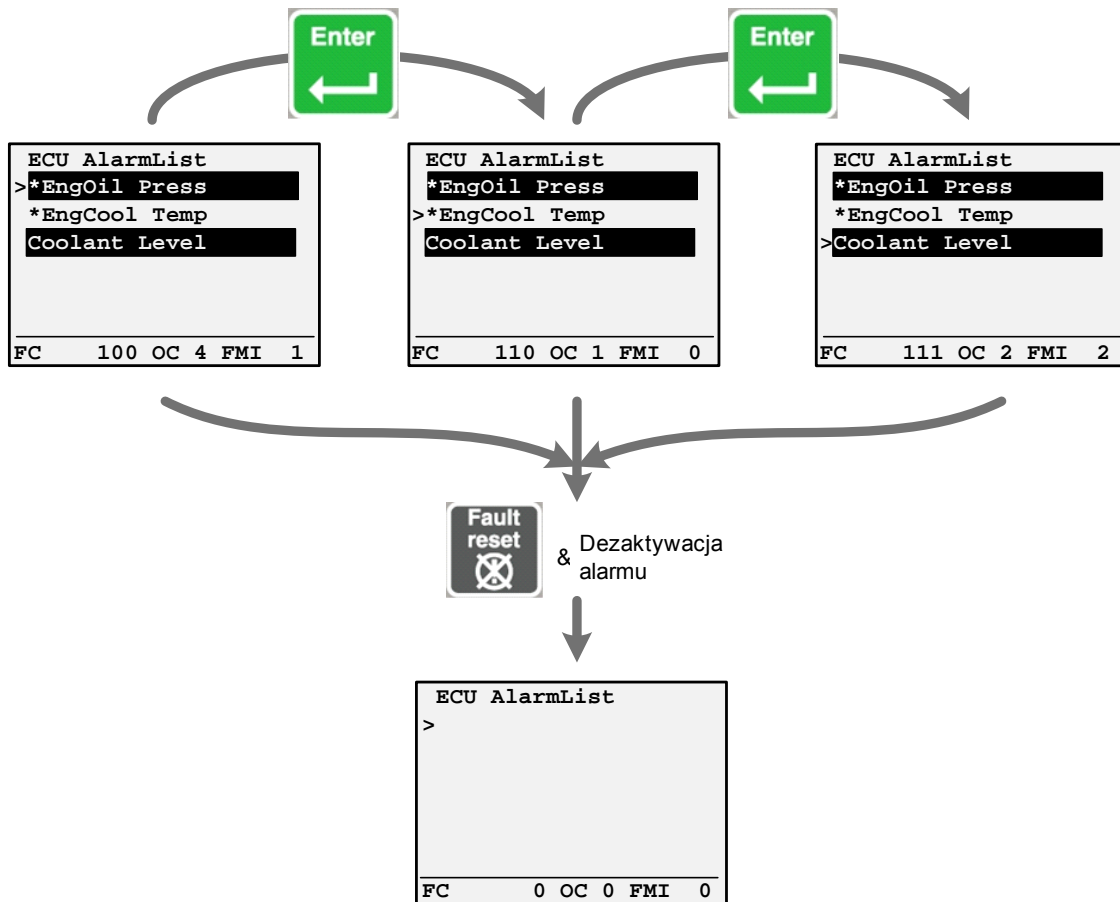 Enter
Enter
ECU AlarmList
>*EngOil Press
*EngCool Temp
Coolant Level
FC 100 OC 4 FMI 1
ECU AlarmList
*EngOil Press
>*EngCool Temp
Coolant Level
FC 110 OC 1 FMI 0
ECU AlarmList
*EngOil Press
*EngCool Temp
>Coolant Level
FC 111 OC 2 FMI 2
Fault
reset
& Dezaktywacja
alarmu
ECU AlarmList
>
FC 0 OC 0 FMI 0